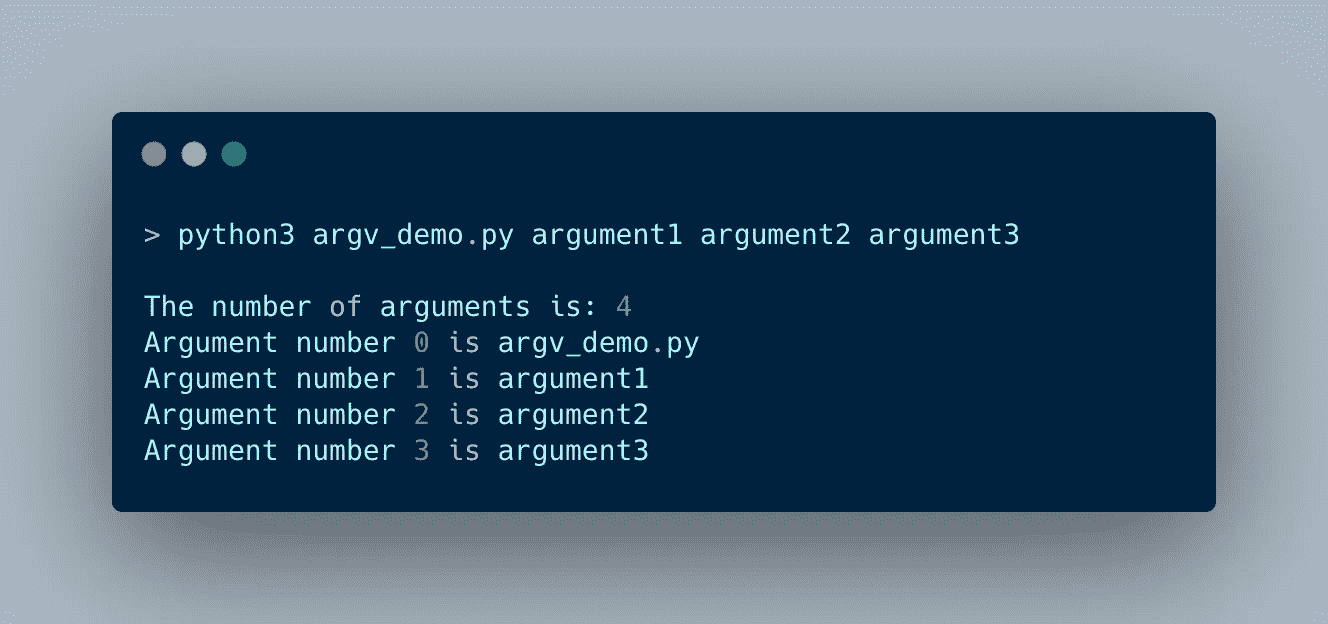 > python3 argv_demo.py argument1 argument2 argument3
The number of arguments is: 4
Argument number 0 is argv_demo.py
Argument number 1 is argument1
Argument number 2 is argument2
Argument number 3 is argument3